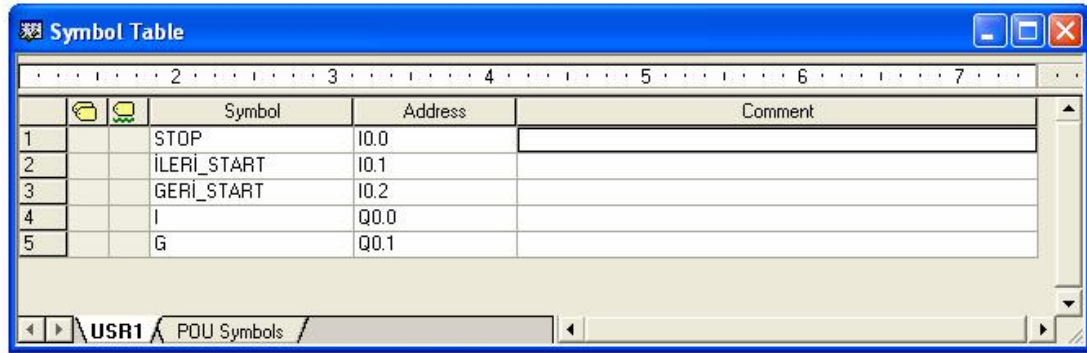 Symbol Table
2 3 4 5 6 7
Symbol Address Comment
1 STOP I0.0
2 İLERİ_START I0.1
3 GERİ_START I0.2
4 I Q0.0
5 G Q0.1
USR1 POU Symbols